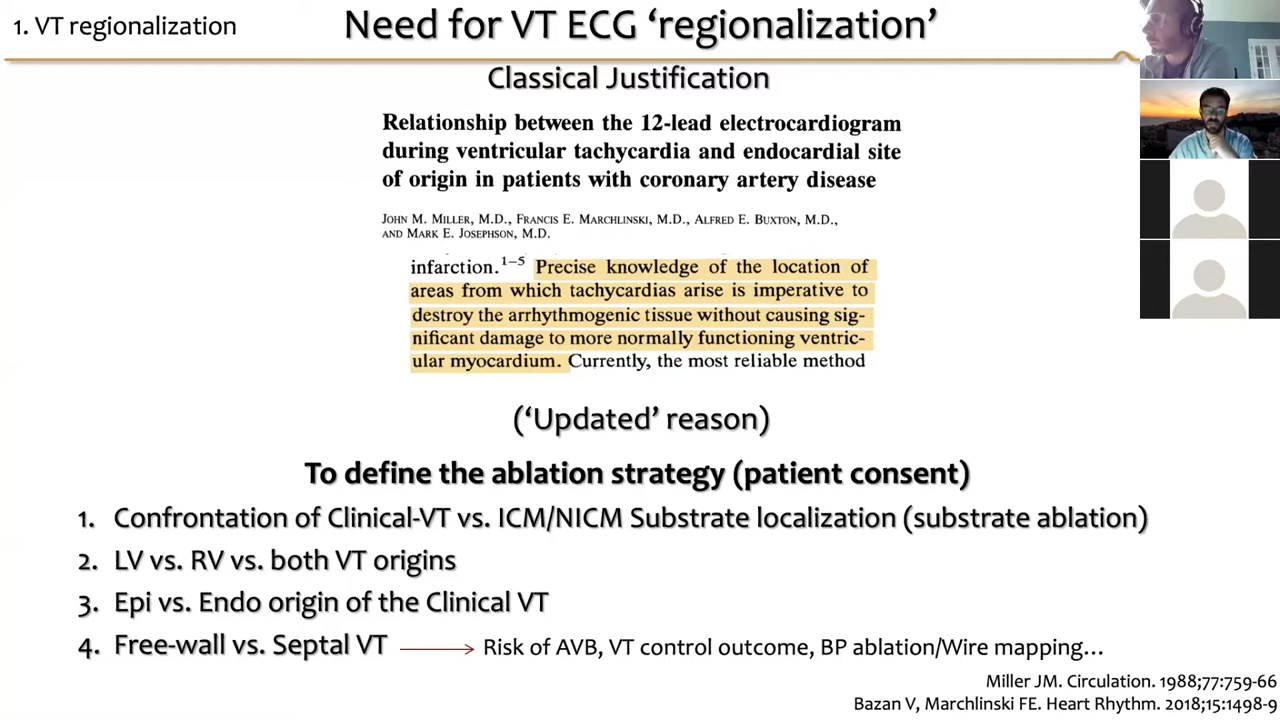 1. VT regionalization
Need for VT ECG ‘regionalization’
Classical Justification
Relationship between the 12-lead electrocardiogram
during ventricular tachycardia and endocardial site
of origin in patients with coronary artery disease
JOHN M. MILLER, M.D., FRANCIS E. MARCHLINSKI, M.D., ALFRED E. BUXTON, M.D.,
AND MARK E. JOSEPHSON, M.D.
infarction.1–5 Precise knowledge of the location of
areas from which tachycardias arise is imperative to
destroy the arrhythmogenic tissue without causing sig-
nificant damage to more normally functioning ventric-
ular myocardium. Currently, the most reliable method
(‘Updated’ reason)
To define the ablation strategy (patient consent)
1. Confrontation of Clinical-VT vs. ICM/NICM Substrate localization (substrate ablation)
2. LV vs. RV vs. both VT origins
3. Epi vs. Endo origin of the Clinical VT
4. Free-wall vs. Septal VT → Risk of AVB, VT control outcome, BP ablation/Wire mapping…
Miller JM. Circulation. 1988;77:759-66
Bazan V, Marchlinski FE. Heart Rhythm. 2018;15:1498-9